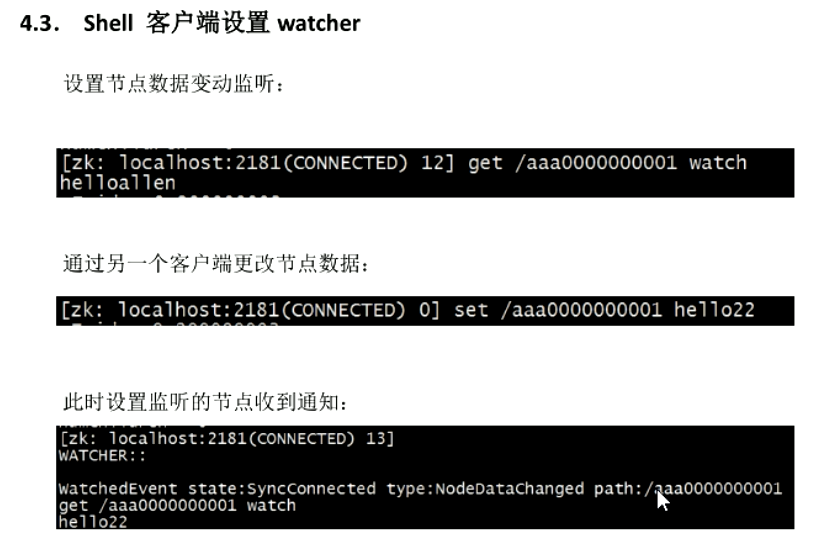 4.3. Shell 客户端设置 watcher
设置节点数据变动监听：
[zk: localhost:2181(CONNECTED) 12] get /aaa0000000001 watch
helloallen
通过另一个客户端更改节点数据：
[zk: localhost:2181(CONNECTED) 0] set /aaa0000000001 hello22
此时设置监听的节点收到通知：
[zk: localhost:2181(CONNECTED) 13]
WATCHER::
WatchedEvent state:SyncConnected type:NodeDataChanged path:/aaa0000000001
get /aaa0000000001 watch
hello22